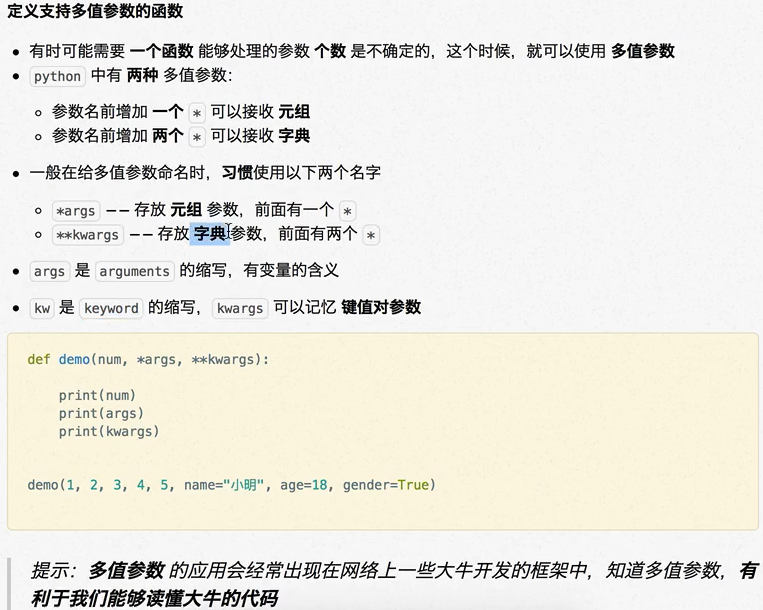 定义支持多值参数的函数
有时可能需要 一个函数 能够处理的参数 个数 是不确定的，这个时候，就可以使用 多值参数
python 中有 两种 多值参数：
参数名前增加 一个 * 可以接收 元组
参数名前增加 两个 * 可以接收 字典
一般在给多值参数命名时，习惯使用以下两个名字
*args —— 存放 元组 参数，前面有一个 *
**kwargs —— 存放 字典 参数，前面有两个 *
args 是 arguments 的缩写，有变量的含义
kw 是 keyword 的缩写，kwargs 可以记忆 键值对参数
def demo(num, *args, **kwargs):
    print(num)
    print(args)
    print(kwargs)
demo(1, 2, 3, 4, 5, name="小明", age=18, gender=True)
提示：多值参数 的应用会经常出现在网络上一些大牛开发的框架中，知道多值参数，有
利于我们能够读懂大牛的代码